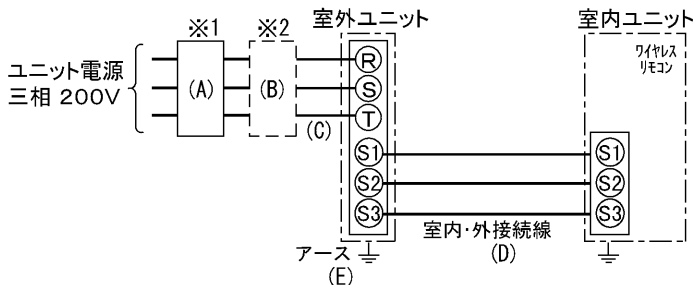 ※1
※2
室外ユニット
室内ユニット
ユニット電源
三相 200V
(A)
(B)
(C)
R
S
T
S1
S2
S3
ワイヤレス
リモコン
S1
S2
S3
室内・外接続線
(D)
アース
(E)